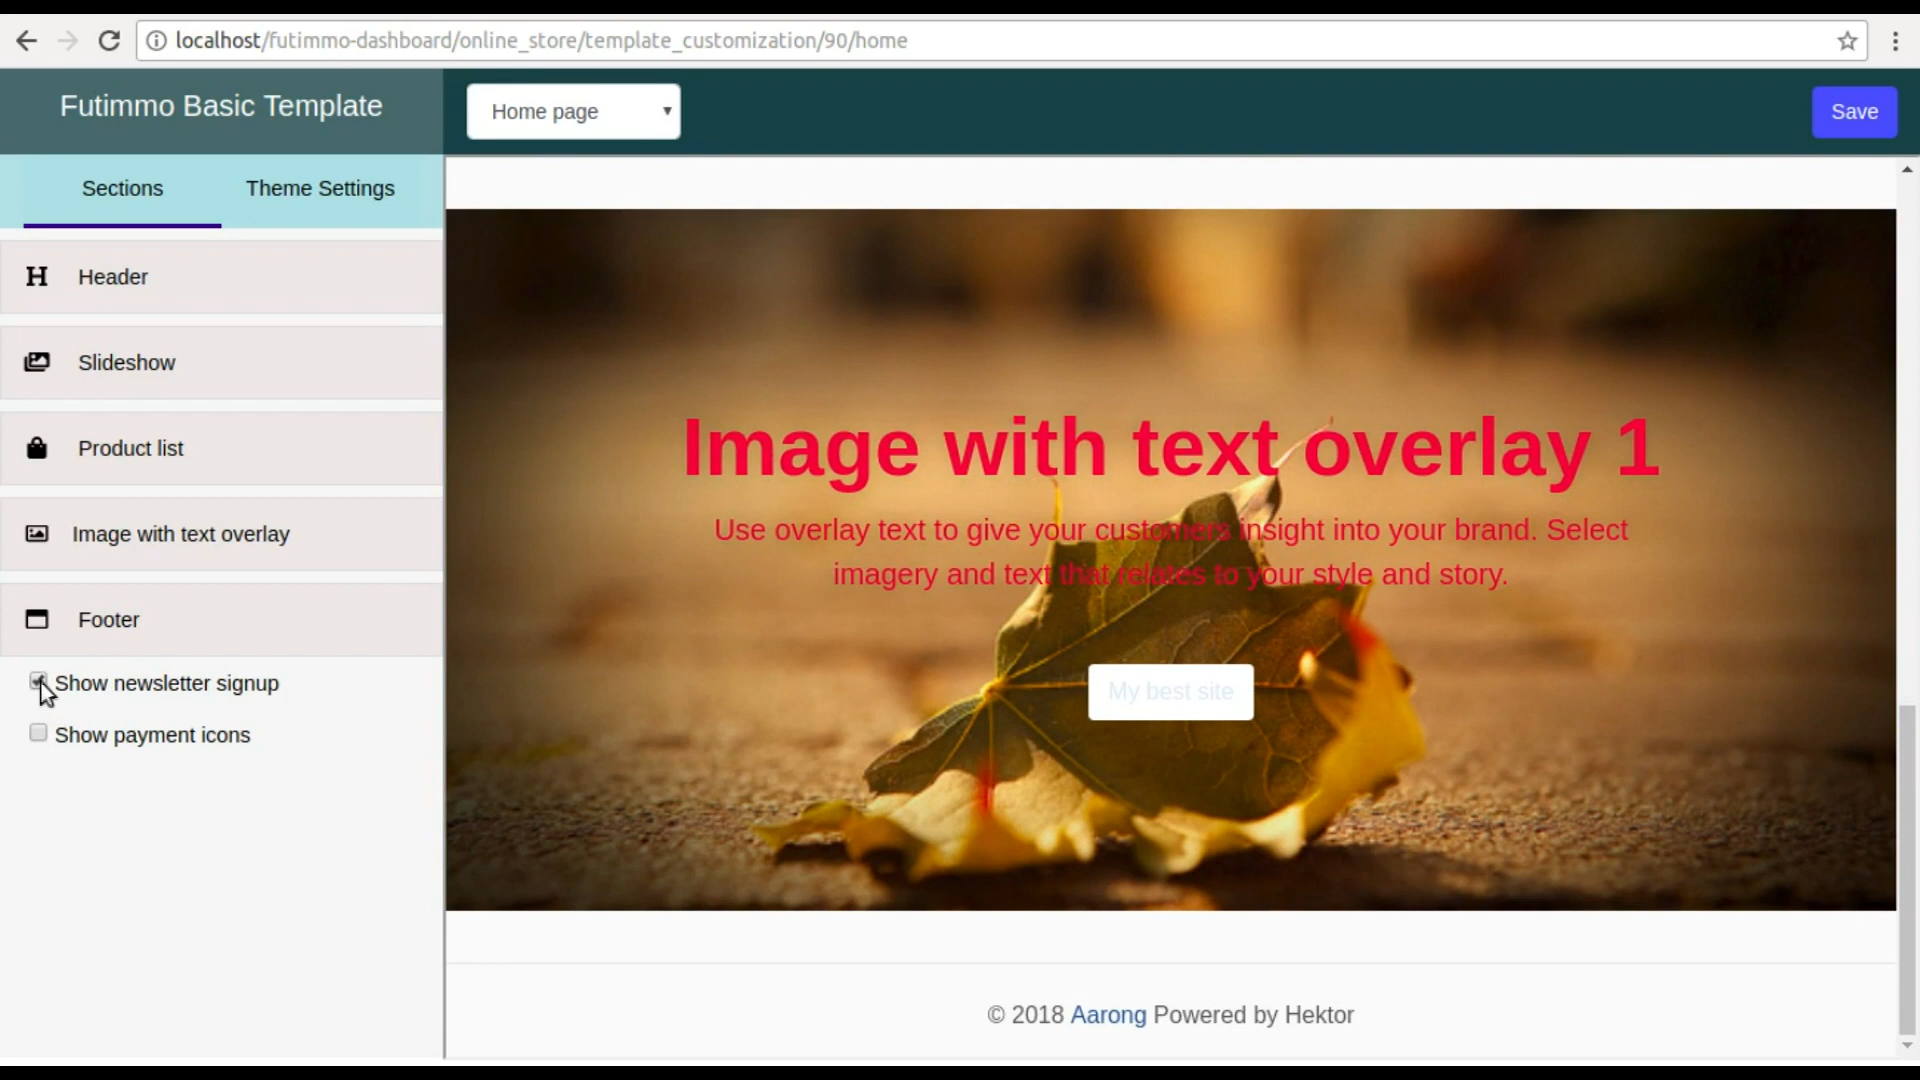 localhost/futimmo-dashboard/online_store/template_customization/90/home
Futimmo Basic Template
Home page
Save
Sections
Theme Settings
Header
Slideshow
Product list
Image with text overlay
Footer
Show newsletter signup
Show payment icons
Image with text overlay 1
Use overlay text to give your customers insight into your brand. Select
imagery and text that relates to your style and story.
My best site
© 2018 Aarong Powered by Hektor